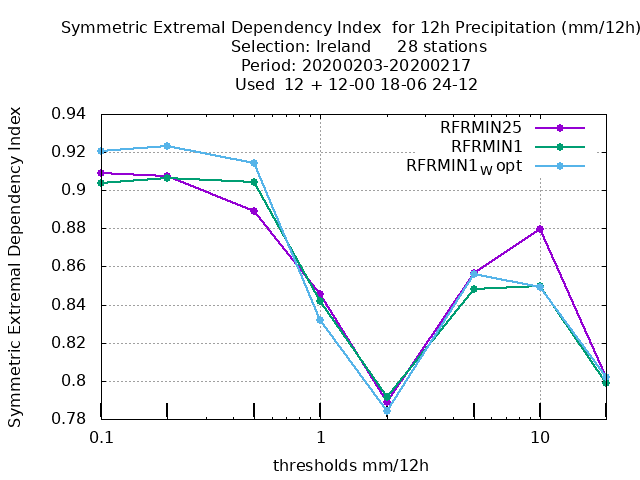 Symmetric Extremal Dependency Index  for 12h Precipitation (mm/12h)
Selection: Ireland     28 stations
Period: 20200203-20200217
Used  12 + 12-00 18-06 24-12
RFRMIN25
RFRMIN1
RFRMIN1w opt
Symmetric Extremal Dependency Index
0.94
0.92
0.9
0.88
0.86
0.84
0.82
0.8
0.78
0.1 1 10
thresholds mm/12h